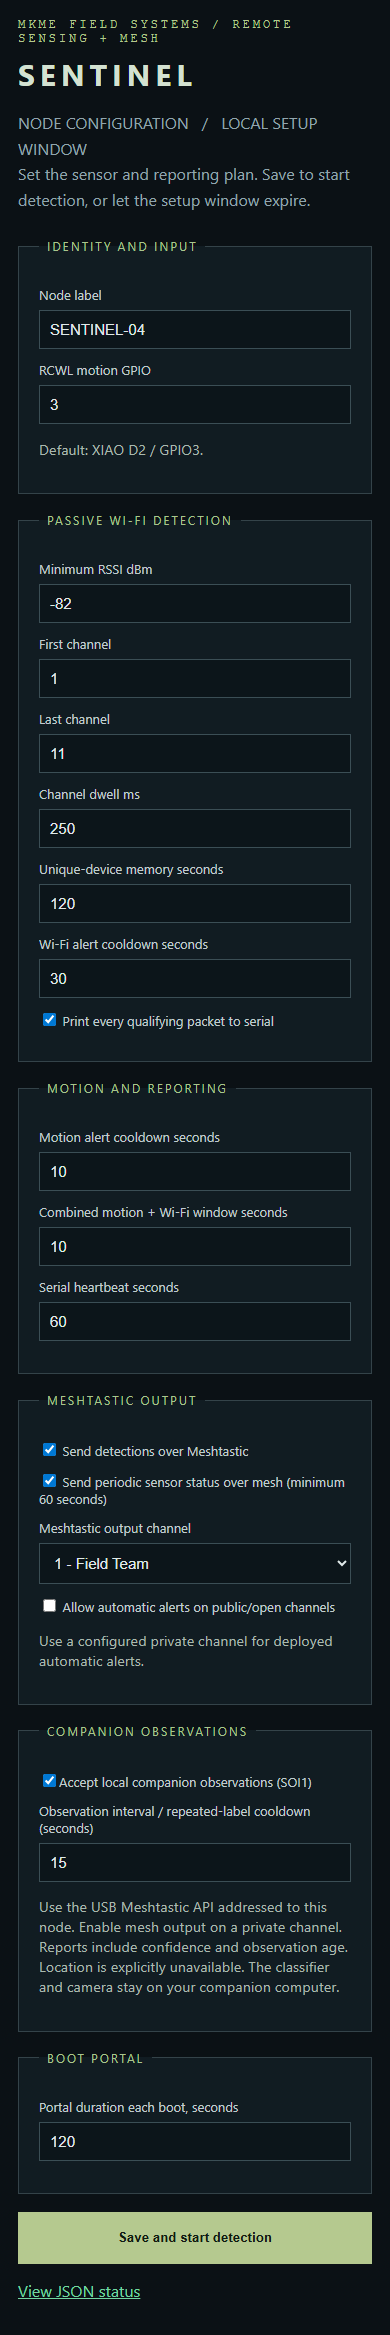 MKME FIELD SYSTEMS / REMOTE
SENSING + MESH
SENTINEL
NODE CONFIGURATION / LOCAL SETUP
WINDOW
Set the sensor and reporting plan. Save to start
detection, or let the setup window expire.
IDENTITY AND INPUT
Node label
SENTINEL-04
RCWL motion GPIO
3
Default: XIAO D2 / GPIO3.
PASSIVE WI-FI DETECTION
Minimum RSSI dBm
-82
First channel
1
Last channel
11
Channel dwell ms
250
Unique-device memory seconds
120
Wi-Fi alert cooldown seconds
30
Print every qualifying packet to serial
MOTION AND REPORTING
Motion alert cooldown seconds
10
Combined motion + Wi-Fi window seconds
10
Serial heartbeat seconds
60
MESHTASTIC OUTPUT
Send detections over Meshtastic
Send periodic sensor status over mesh (minimum
60 seconds)
Meshtastic output channel
1 - Field Team
Allow automatic alerts on public/open channels
Use a configured private channel for deployed
automatic alerts.
COMPANION OBSERVATIONS
Accept local companion observations (SOI1)
Observation interval / repeated-label cooldown
(seconds)
15
Use the USB Meshtastic API addressed to this
node. Enable mesh output on a private channel.
Reports include confidence and observation age.
Location is explicitly unavailable. The classifier
and camera stay on your companion computer.
BOOT PORTAL
Portal duration each boot, seconds
120
Save and start detection
View JSON status